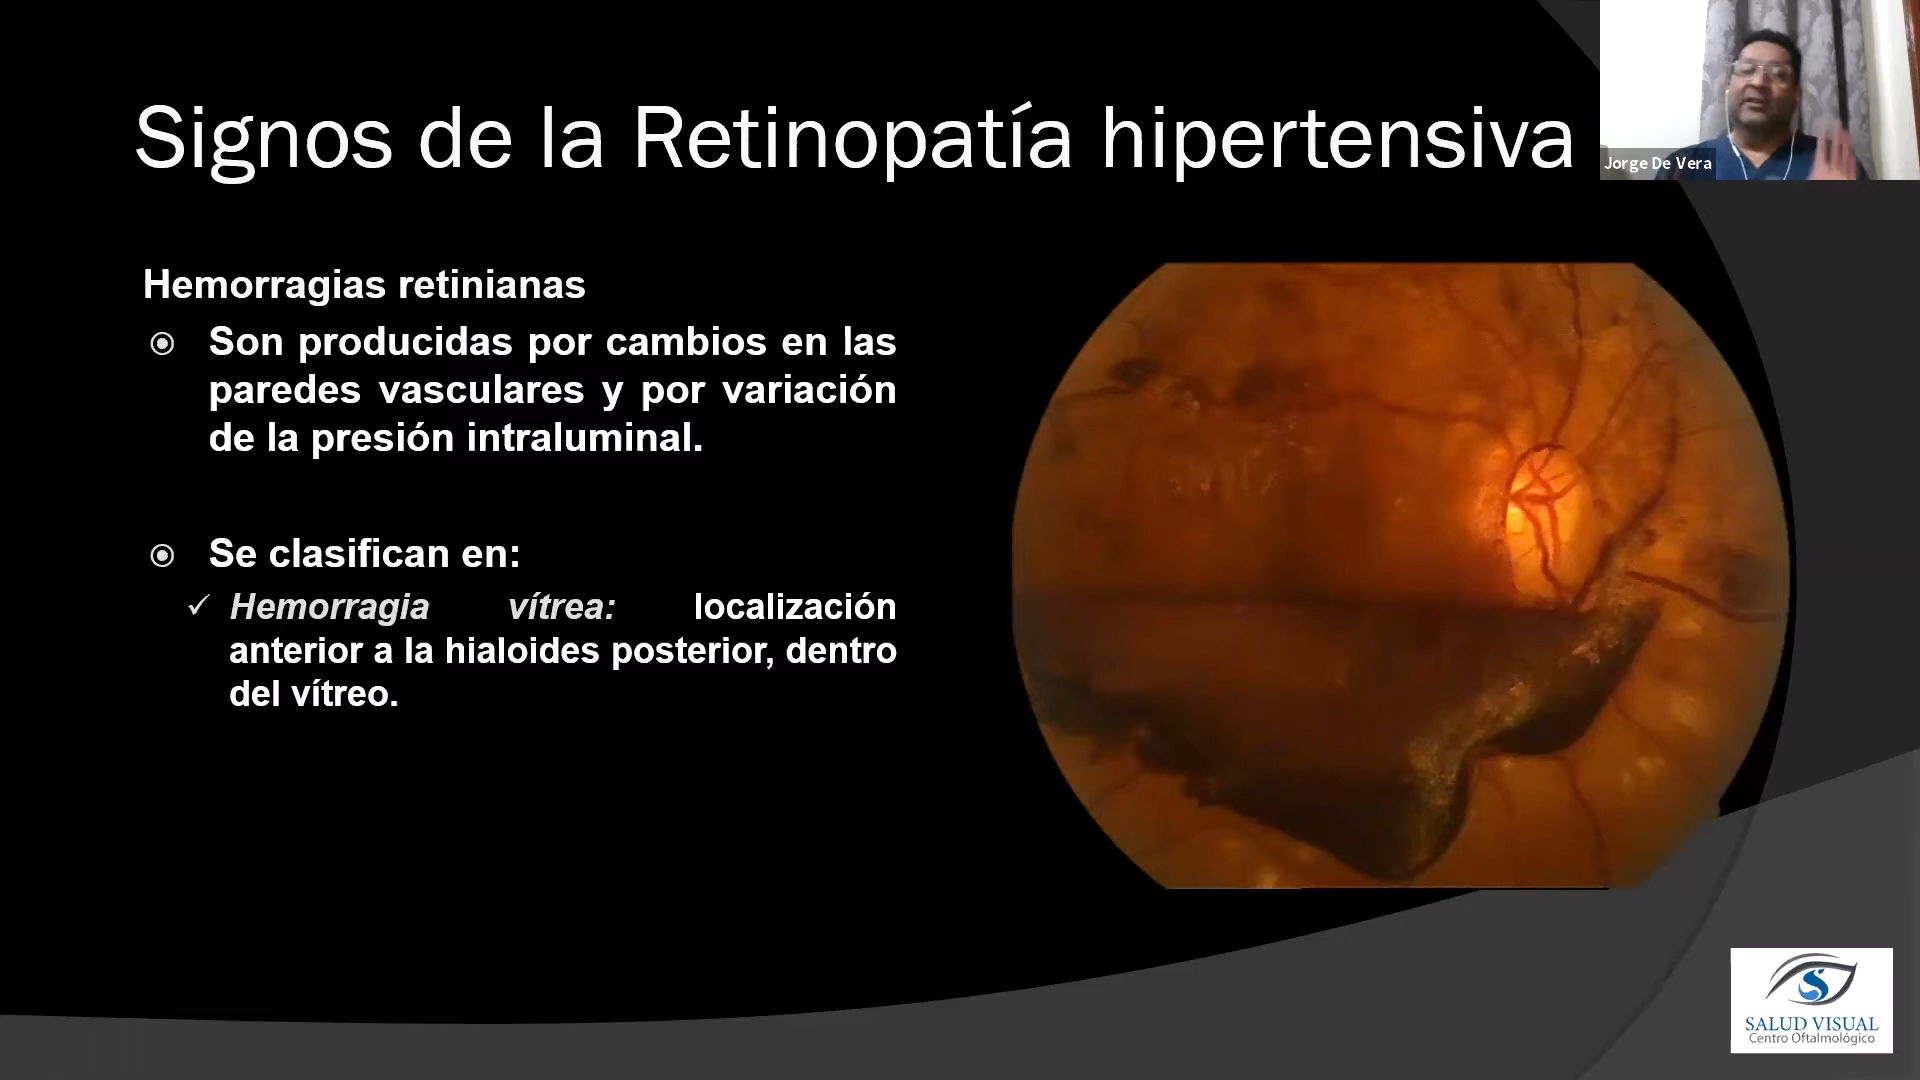 Signos de la Retinopatía hipertensiva
Jorge De Vera
Hemorragias retinianas
Son producidas por cambios en las
paredes vasculares y por variación
de la presión intraluminal.
Se clasifican en:
Hemorragia vítrea: localización
anterior a la hialoides posterior, dentro
del vítreo.
SALUD VISUAL
Centro Oftalmológico